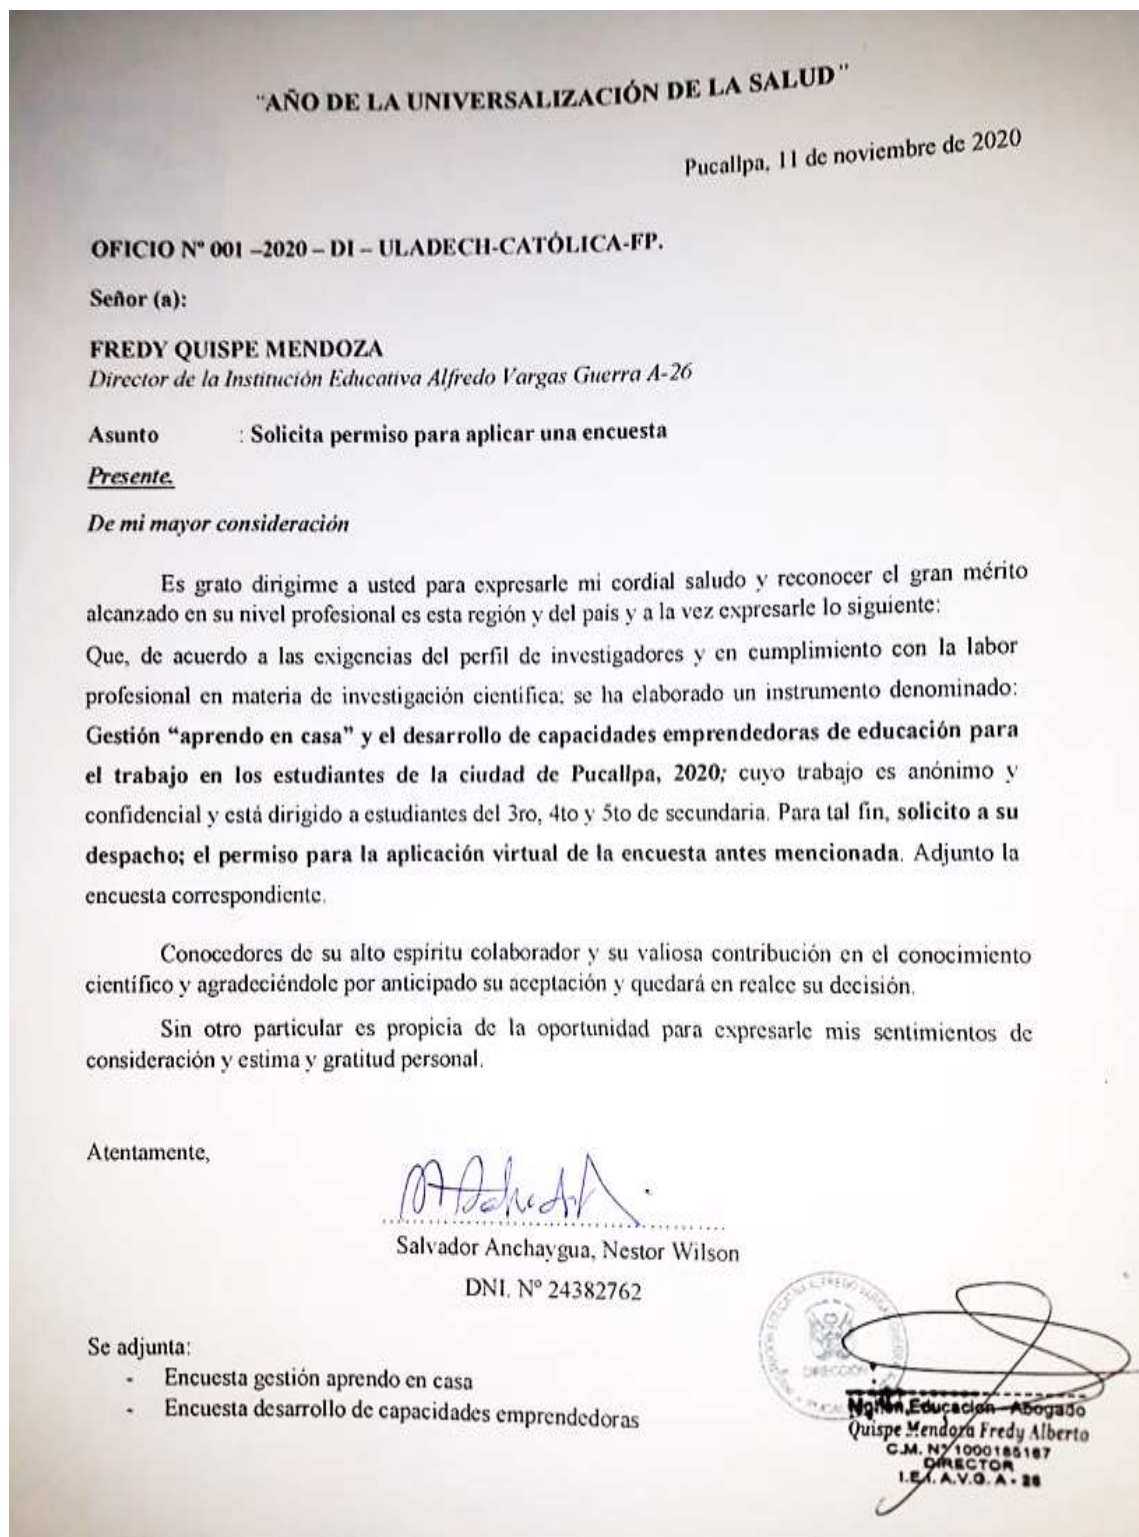 "AÑO DE LA UNIVERSALIZACIÓN DE LA SALUD"
Pucallpa, 11 de noviembre de 2020
OFICIO Nº 001 –2020 – DI – ULADECH-CATÓLICA-FP.
Señor (a):
FREDY QUISPE MENDOZA
Director de la Institución Educativa Alfredo Vargas Guerra A-26
Asunto : Solicita permiso para aplicar una encuesta
Presente.
De mi mayor consideración
Es grato dirigirme a usted para expresarle mi cordial saludo y reconocer el gran mérito
alcanzado en su nivel profesional es esta región y del país y a la vez expresarle lo siguiente:
Que, de acuerdo a las exigencias del perfil de investigadores y en cumplimiento con la labor
profesional en materia de investigación científica; se ha elaborado un instrumento denominado:
Gestión “aprendo en casa” y el desarrollo de capacidades emprendedoras de educación para
el trabajo en los estudiantes de la ciudad de Pucallpa, 2020; cuyo trabajo es anónimo y
confidencial y está dirigido a estudiantes del 3ro, 4to y 5to de secundaria. Para tal fin, solicito a su
despacho; el permiso para la aplicación virtual de la encuesta antes mencionada. Adjunto la
encuesta correspondiente.
Conocedores de su alto espíritu colaborador y su valiosa contribución en el conocimiento
científico y agradeciéndole por anticipado su aceptación y quedará en realce su decisión.
Sin otro particular es propicia de la oportunidad para expresarle mis sentimientos de
consideración y estima y gratitud personal.
Atentamente,
Salvador Anchaygua, Nestor Wilson
DNI. Nº 24382762
Se adjunta:
- Encuesta gestión aprendo en casa
- Encuesta desarrollo de capacidades emprendedoras
DIRECCION
Educación Abogado
Quispe Mendoza Fredy Alberto
C.M. Nº 1000185167
DIRECTOR
I.E.I. A.V.G. A - 26